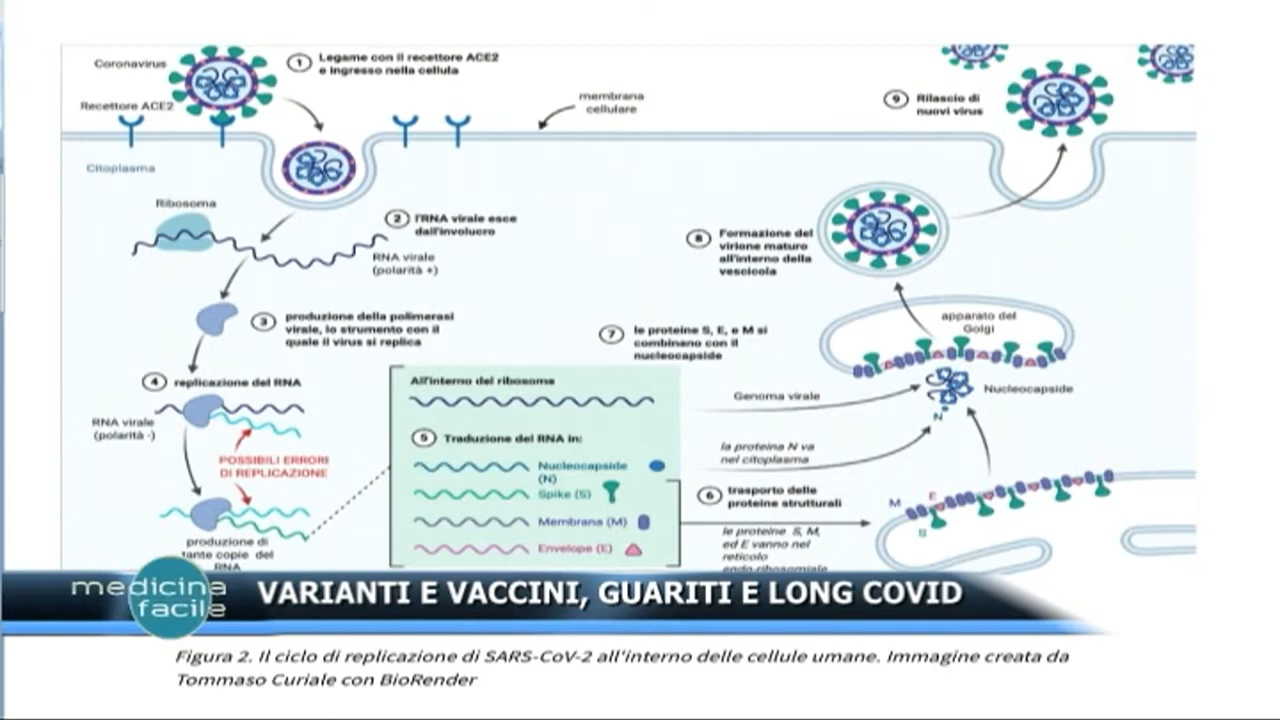 Coronavirus
1 Legame con il recettore ACE2
e ingresso nella cellula
Recettore ACE2
membrana
cellulare
9 Rilascio di
nuovi virus
Citoplasma
Ribosoma
2 l'RNA virale esce
dall'involucro
RNA virale
(polarità +)
8 Formazione del
virione maturo
all'interno della
vescicola
3 produzione della polimerasi
virale, lo strumento con il
quale il virus si replica
7 le proteine S, E, e M si
combinano con il
nucleocapside
apparato del
Golgi
4 replicazione del RNA
RNA virale
(polarità -)
POSSIBILI ERRORI
DI REPLICAZIONE
produzione di
tante copie del
RNA
All'interno del ribosoma
5 Traduzione del RNA in:
Nucleocapside
(N)
Spike (S)
Membrana (M)
Envelope (E)
Genoma virale
Nucleocapside
N
la proteina N va
nel citoplasma
6 trasporto delle
proteine strutturali
le proteine S, M,
ed E vanno nel
reticolo
endo-ribosomiale
M
E
S
medicina
facile
VARIANTI E VACCINI, GUARITI E LONG COVID
Figura 2. Il ciclo di replicazione di SARS-CoV-2 all'interno delle cellule umane. Immagine creata da
Tommaso Curiale con BioRender